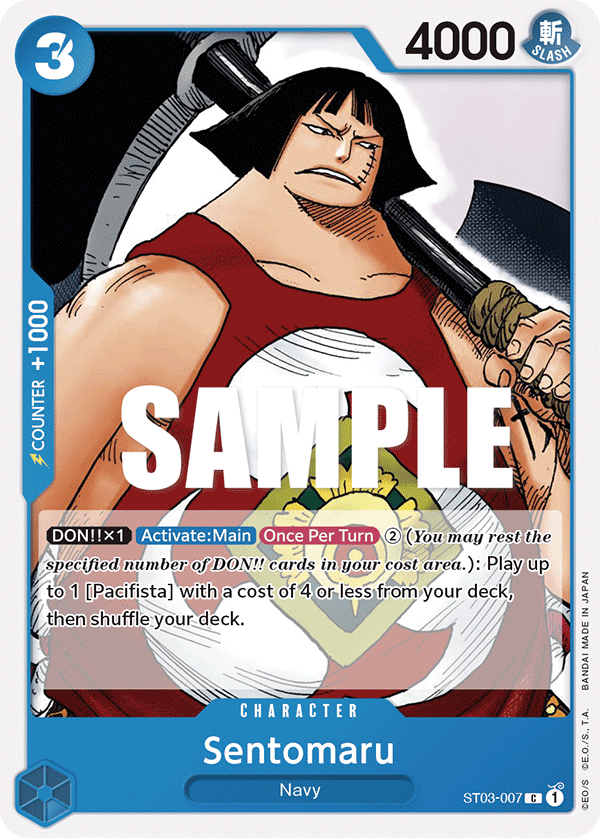 3
4000
斬
SLASH
COUNTER +1000
SAMPLE
DON!!×1 Activate:Main Once Per Turn ② (You may rest the
specified number of DON!! cards in your cost area.): Play up
to 1 [Pacifista] with a cost of 4 or less from your deck,
then shuffle your deck.
CHARACTER
Sentomaru
Navy
ST03-007 C 1
©EO/S ©E.O./S., T.A. BANDAI MADE IN JAPAN